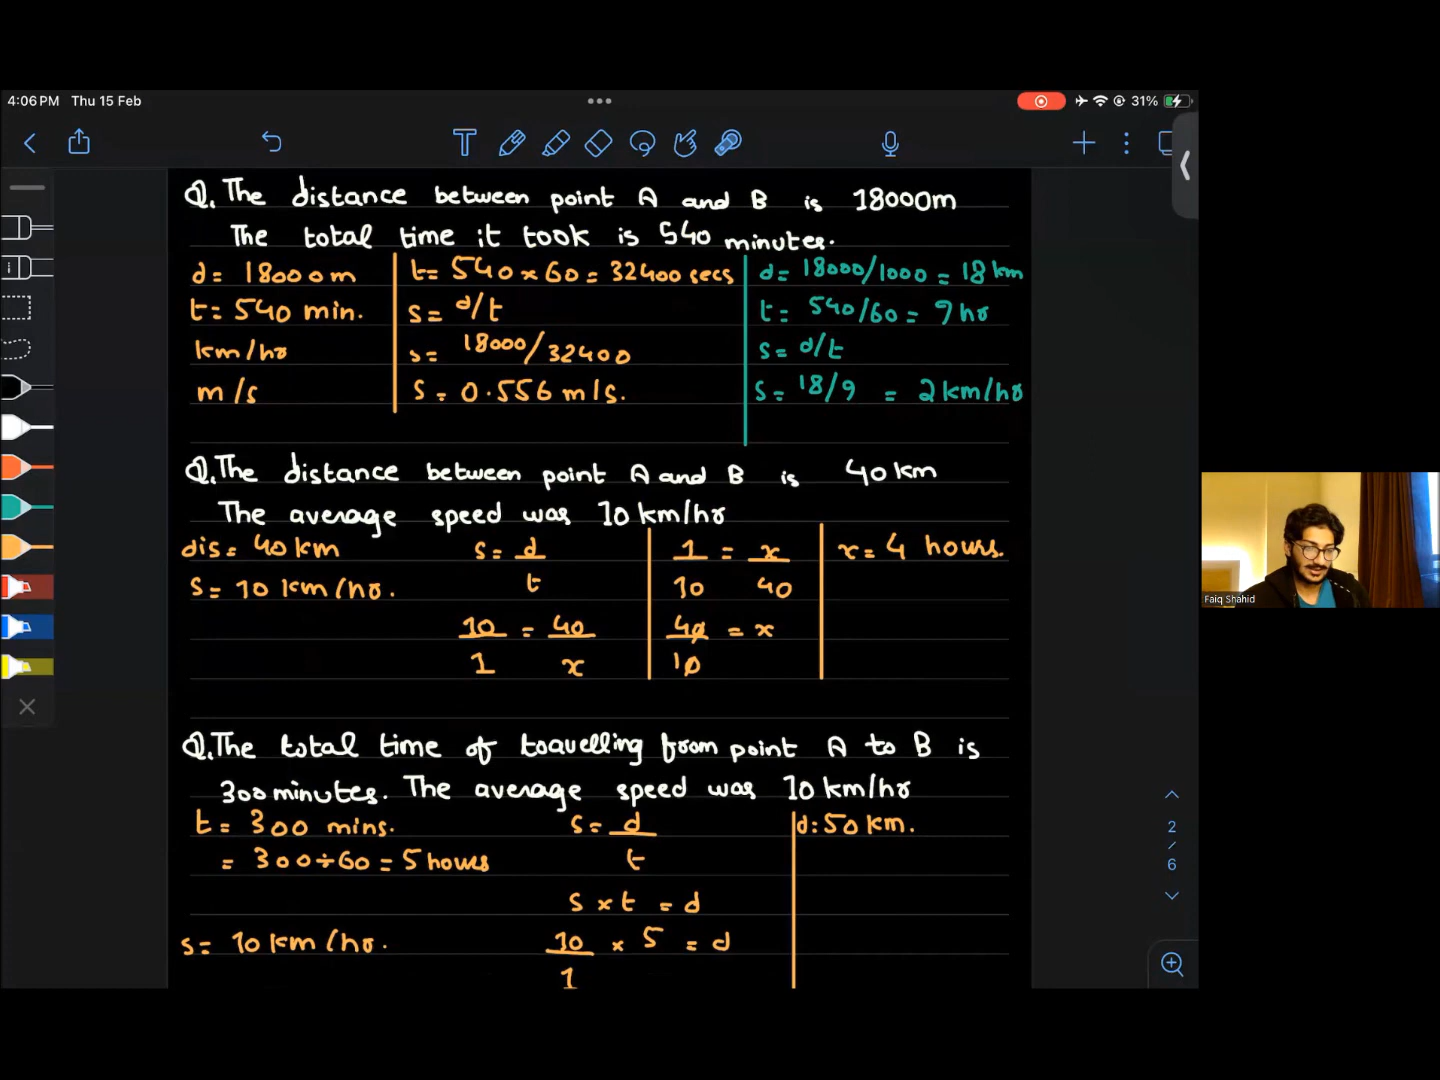 4:06 PM Thu 15 Feb
31%
Q. The distance between point A and B is 18000m
The total time it took is 540 minutes.
d= 18000m
t= 540 min.
km/hr
m/s
t= 540 × 60 = 32400 secs
s= d/t
s= 18000/32400
s= 0.556 m/s.
d= 18000/1000 = 18 km
t= 540/60 = 9 hr
s= d/t
s= 18/9 = 2 km/hr
Q. The distance between point A and B is 40 km
The average speed was 10 km/hr
dis= 40 km
s= 10 km/hr.
s= d/t
10/1 = 40/x
1/10 = x/40
40/10 = x
x= 4 hours.
Q. The total time of travelling from point A to B is
300 minutes. The average speed was 10 km/hr
t= 300 mins.
= 300÷60 = 5 hours
s= 10 km/hr.
s= d/t
s × t = d
10/1 × 5 = d
d: 50 km.
2
/
6
Faiq Shahid